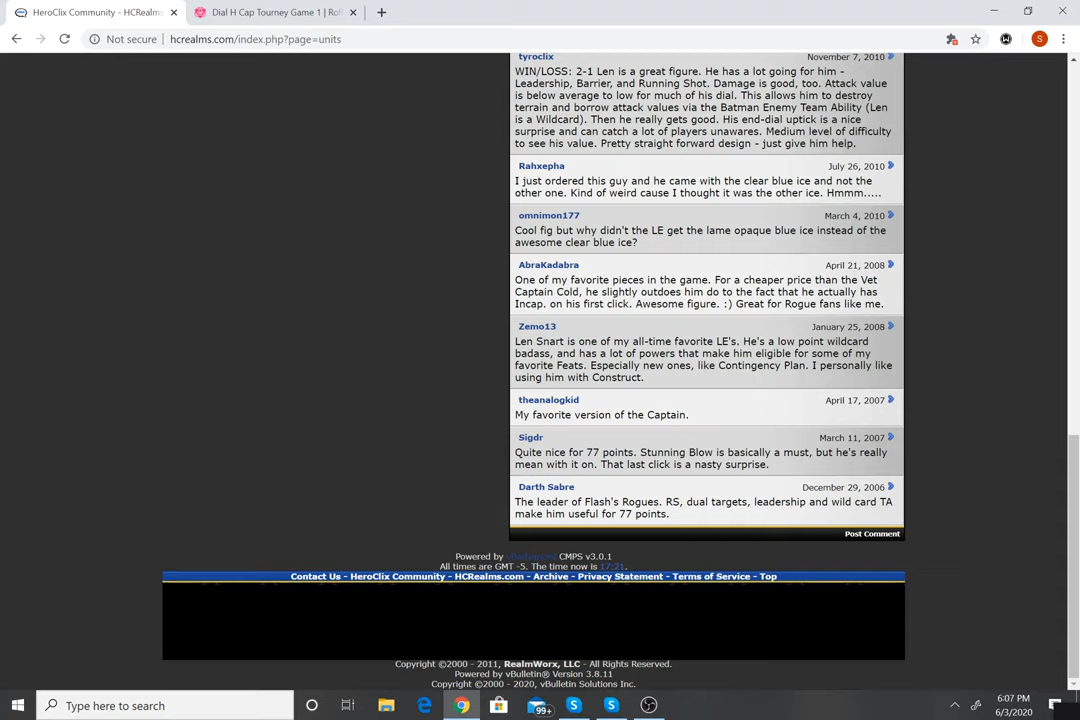 HeroClix Community - HCRealms
Dial H Cap Tourney Game 1 | Roll
Not secure hcrealms.com/index.php?page=units
S
tyroclix November 7, 2010
WIN/LOSS: 2-1 Len is a great figure. He has a lot going for him -
Leadership, Barrier, and Running Shot. Damage is good, too. Attack value
is below average to low for much of his dial. This allows him to destroy
terrain and borrow attack values via the Batman Enemy Team Ability (Len
is a Wildcard). Then he really gets good. His end-dial uptick is a nice
surprise and can catch a lot of players unawares. Medium level of difficulty
to see his value. Pretty straight forward design - just give him help.
Rahxepha July 26, 2010
I just ordered this guy and he came with the clear blue ice and not the
other one. Kind of weird cause I thought it was the other ice. Hmmm.....
omnimon177 March 4, 2010
Cool fig but why didn't the LE get the lame opaque blue ice instead of the
awesome clear blue ice?
AbraKadabra April 21, 2008
One of my favorite pieces in the game. For a cheaper price than the Vet
Captain Cold, he slightly outdoes him do to the fact that he actually has
Incap. on his first click. Awesome figure. :) Great for Rogue fans like me.
Zemo13 January 25, 2008
Len Snart is one of my all-time favorite LE's. He's a low point wildcard
badass, and has a lot of powers that make him eligible for some of my
favorite Feats. Especially new ones, like Contingency Plan. I personally like
using him with Construct.
theanalogkid April 17, 2007
My favorite version of the Captain.
Sigdr March 11, 2007
Quite nice for 77 points. Stunning Blow is basically a must, but he's really
mean with it on. That last click is a nasty surprise.
Darth Sabre December 29, 2006
The leader of Flash's Rogues. RS, dual targets, leadership and wild card TA
make him useful for 77 points.
Post Comment
Powered by vbadvanced CMPS v3.0.1
All times are GMT -5. The time now is 17:21.
Contact Us - HeroClix Community - HCRealms.com - Archive - Privacy Statement - Terms of Service - Top
Copyright ©2000 - 2011, RealmWorx, LLC - All Rights Reserved.
Powered by vBulletin® Version 3.8.11
Copyright ©2000 - 2020, vBulletin Solutions Inc.
Type here to search
99+
6:07 PM
6/3/2020